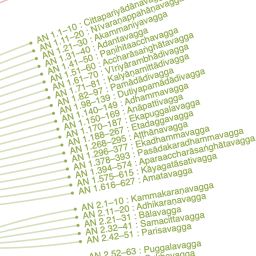 AN 1.1–10 : Cittapariyādānava
AN 1.11–20 : Nīvaraṇappahānavagga
AN 1.21–30 : Akammaniyavagga
AN 1.31–40 : Adantavagga
AN 1.41–50 : Paṇihitaacchavagga
AN 1.51–60 : Accharāsaṅghātavagga
AN 1.61–70 : Vīriyārambhādivagga
AN 1.71–81 : Kalyāṇamittādivagga
AN 1.82–97 : Pamādādivagga
AN 1.98–139 : Dutiyapamādādivagga
AN 1.140–149 : Adhammavagga
AN 1.150–169 : Anāpattivagga
AN 1.170–187 : Ekapuggalavagga
AN 1.188–267 : Etadaggavagga
AN 1.268–295 : Aṭṭhānavagga
AN 1.296–377 : Ekadhammavagga
AN 1.378–393 : Pasādakaradhammavagga
AN 1.394–574 : Aparaaccharāsaṅghātavagga
AN 1.575–615 : Kāyagatāsativagga
AN 1.616–627 : Amatavagga
AN 2.1–10 : Kammakaraṇavagga
AN 2.11–20 : Adhikaraṇavagga
AN 2.21–31 : Bālavagga
AN 2.32–41 : Samacittavagga
AN 2.42–51 : Parisavagga
AN 2.52–63 : Puggalavagga